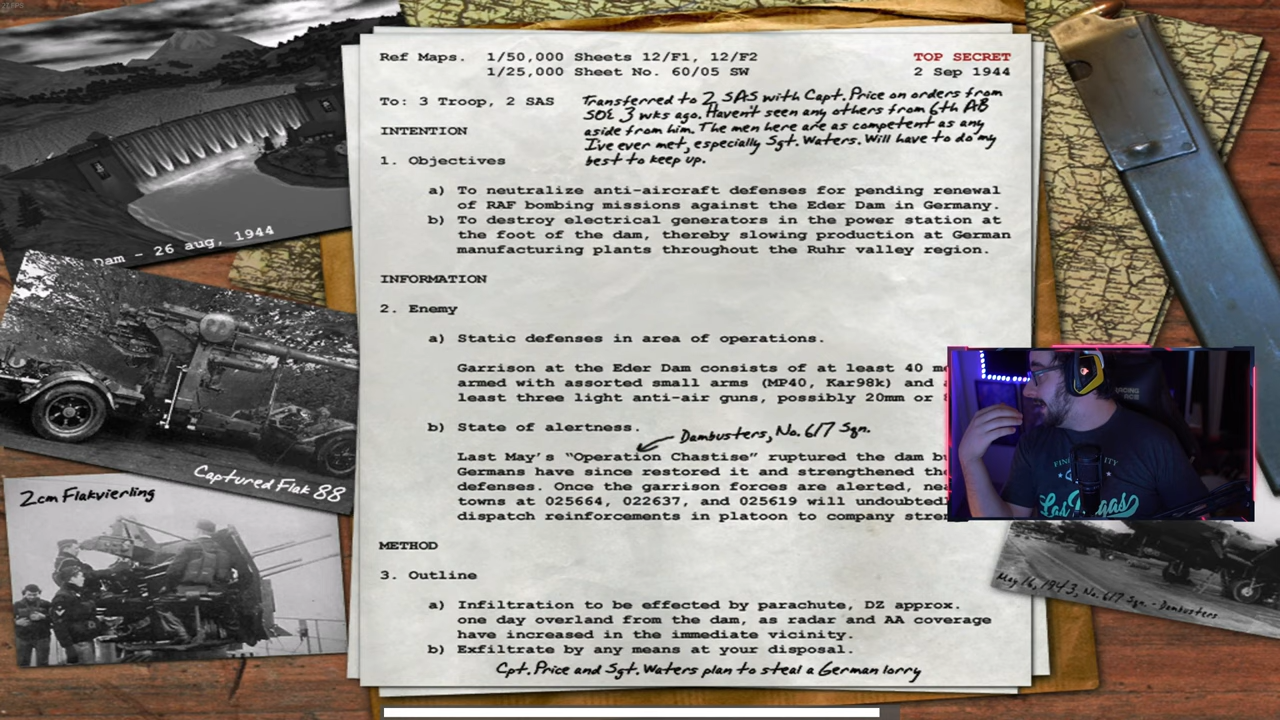 Ref Maps. 1/50,000 Sheets 12/F1, 12/F2
TOP SECRET
1/25,000 Sheet No. 60/05 SW
2 Sep 1944
To: 3 Troop, 2 SAS
Transferred to 2 SAS with Capt. Price on orders from
SOE 3 wks ago. Haven't seen any others from 6th AB
aside from him. The men here are as competent as any
I've ever met, especially Sgt. Waters. Will have to do my
best to keep up.
INTENTION
1. Objectives
a) To neutralize anti-aircraft defenses for pending renewal
of RAF bombing missions against the Eder Dam in Germany.
b) To destroy electrical generators in the power station at
the foot of the dam, thereby slowing production at German
manufacturing plants throughout the Ruhr valley region.
INFORMATION
2. Enemy
a) Static defenses in area of operations.
Garrison at the Eder Dam consists of at least 40 m
armed with assorted small arms (MP40, Kar98k) and a
least three light anti-air guns, possibly 20mm or
b) State of alertness.
Dambusters, No. 617 Sqn.
Last May's "Operation Chastise" ruptured the dam b
Germans have since restored it and strengthened the
defenses. Once the garrison forces are alerted, nea
towns at 025664, 022637, and 025619 will undoubted
dispatch reinforcements in platoon to company stre
METHOD
3. Outline
a) Infiltration to be effected by parachute, DZ approx.
one day overland from the dam, as radar and AA coverage
have increased in the immediate vicinity.
b) Exfiltrate by any means at your disposal.
Cpt. Price and Sgt. Waters plan to steal a German lorry
Dam - 26 aug, 1944
Captured Flak 88
2cm Flakvierling
May 16, 1943, No. 617 Sqn. - Dambusters
Las Vegas